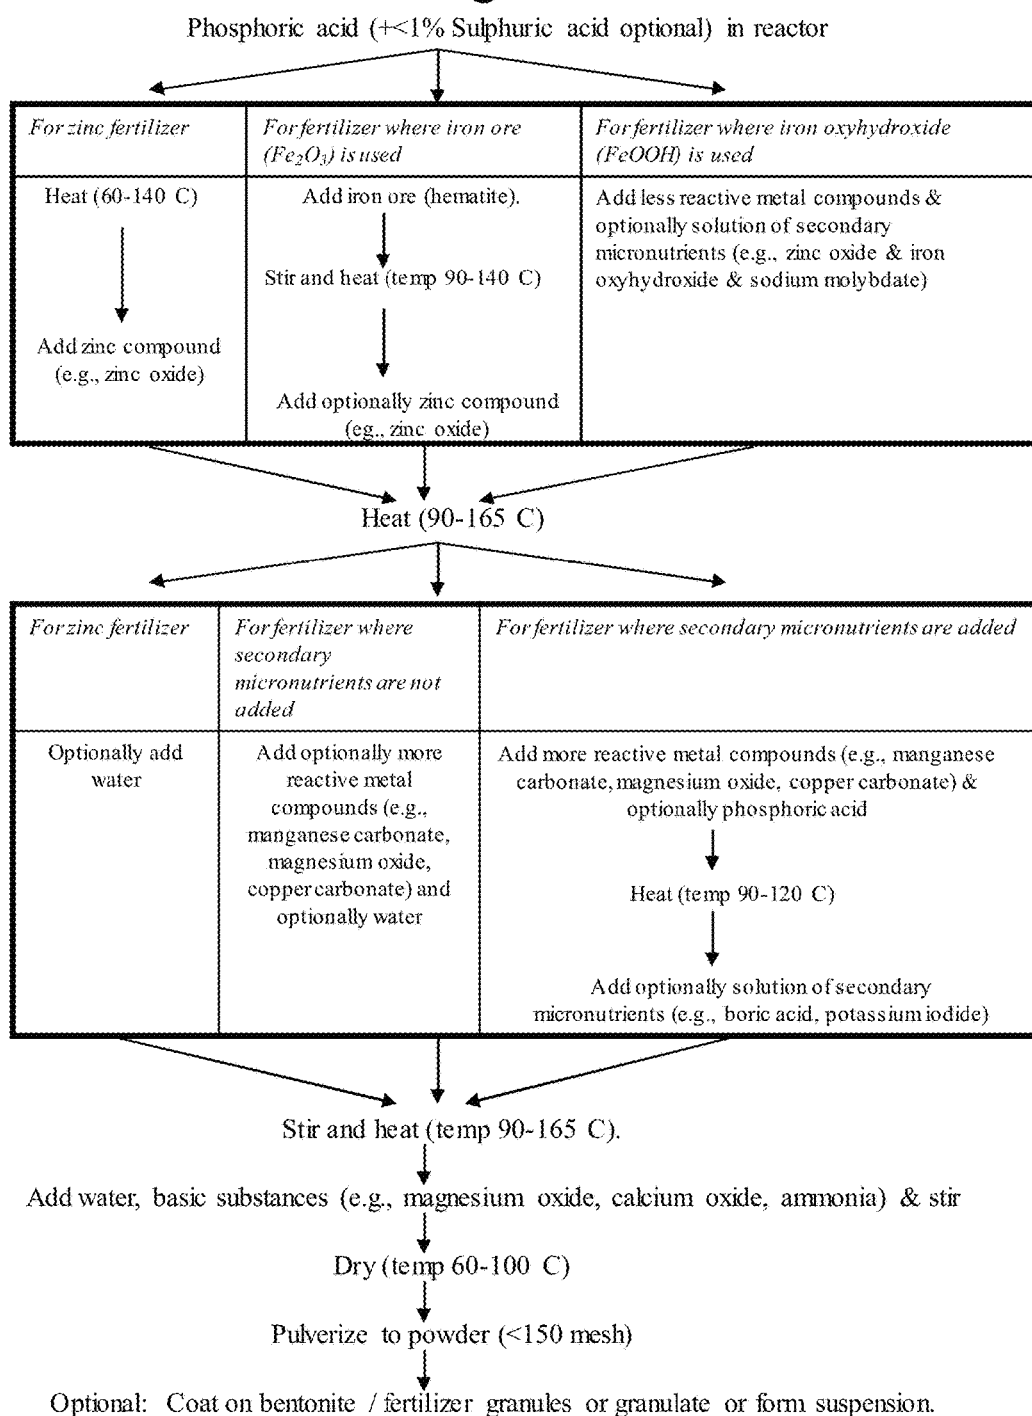 Phosphoric acid (+<1% Sulphuric acid optional) in reactor
For zinc fertilizer
For fertilizer where iron ore
(Fe2O3) is used
For fertilizer where iron oxyhydroxide
(FeOOH) is used
Heat (60-140 C)
Add zinc compound
(e.g., zinc oxide)
Add iron ore (hematite).
Stir and heat (temp 90-140 C)
Add optionally zinc compound
(eg., zinc oxide)
Add less reactive metal compounds &
optionally solution of secondary
micronutrients (e.g., zinc oxide & iron
oxyhydroxide & sodium molybdate)
Heat (90-165 C)
For zinc fertilizer
For fertilizer where
secondary
micronutrients are not
added
For fertilizer where secondary micronutrients are added
Optionally add
water
Add optionally more
reactive metal
compounds (e.g.,
manganese carbonate,
magnesium oxide,
copper carbonate) and
optionally water
Add more reactive metal compounds (e.g., manganese
carbonate, magnesium oxide, copper carbonate) &
optionally phosphoric acid
Heat (temp 90-120 C)
Add optionally solution of secondary
micronutrients (e.g., boric acid, potassium iodide)
Stir and heat (temp 90-165 C).
Add water, basic substances (e.g., magnesium oxide, calcium oxide, ammonia) & stir
Dry (temp 60-100 C)
Pulverize to powder (<150 mesh)
Optional: Coat on bentonite / fertilizer granules or granulate or form suspension.